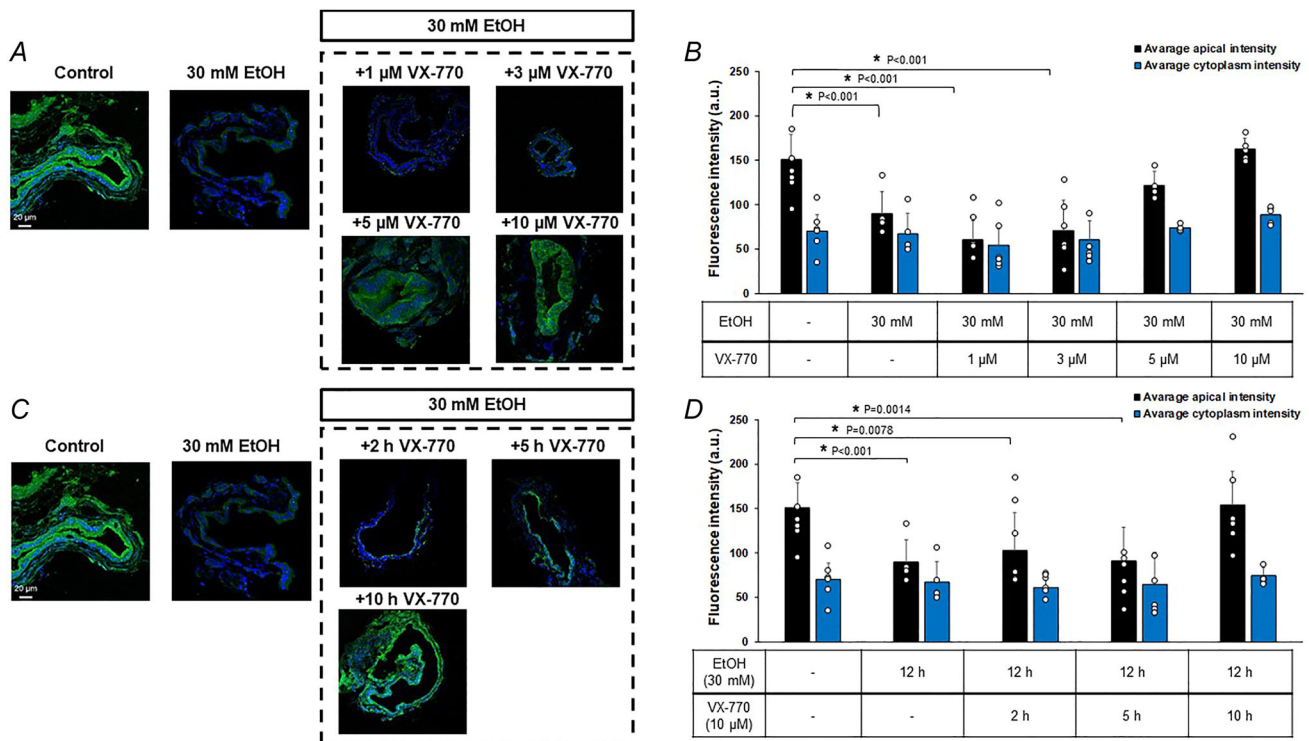 A
30 mM EtOH
Control
30 mM EtOH
+1 µM VX-770
+3 µM VX-770
20 µm
+5 µM VX-770
+10 µM VX-770
B
Avarage apical intensity
Average cytoplasm intensity
Fluorescence intensity (a.u.)
250
200
150
100
50
0
* P<0.001
* P<0.001
* P<0.001
EtOH - 30 mM 30 mM 30 mM 30 mM 30 mM
VX-770 - - 1 µM 3 µM 5 µM 10 µM
C
30 mM EtOH
Control
30 mM EtOH
+2 h VX-770
+5 h VX-770
20 µm
+10 h VX-770
D
Avarage apical intensity
Average cytoplasm intensity
Fluorescence intensity (a.u.)
250
200
150
100
50
0
* P=0.0014
* P=0.0078
* P<0.001
EtOH
(30 mM) - 12 h 12 h 12 h 12 h
VX-770
(10 µM) - - 2 h 5 h 10 h